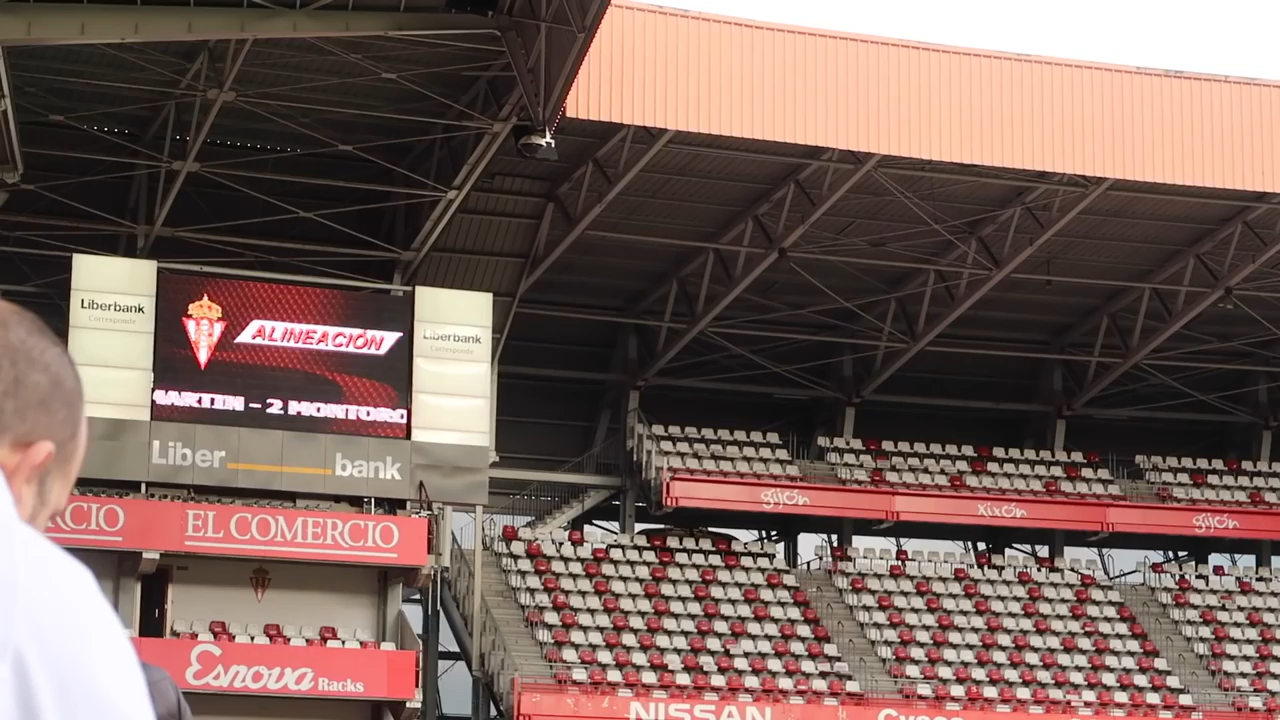 Liberbank
Corresponde
ALINEACIÓN
Liberbank
Corresponde
MARTIN - 2 MONTORO
Liber bank
RCIO
EL COMERCIO
gijón
xixón
gijón
Esnova Racks
NISSAN